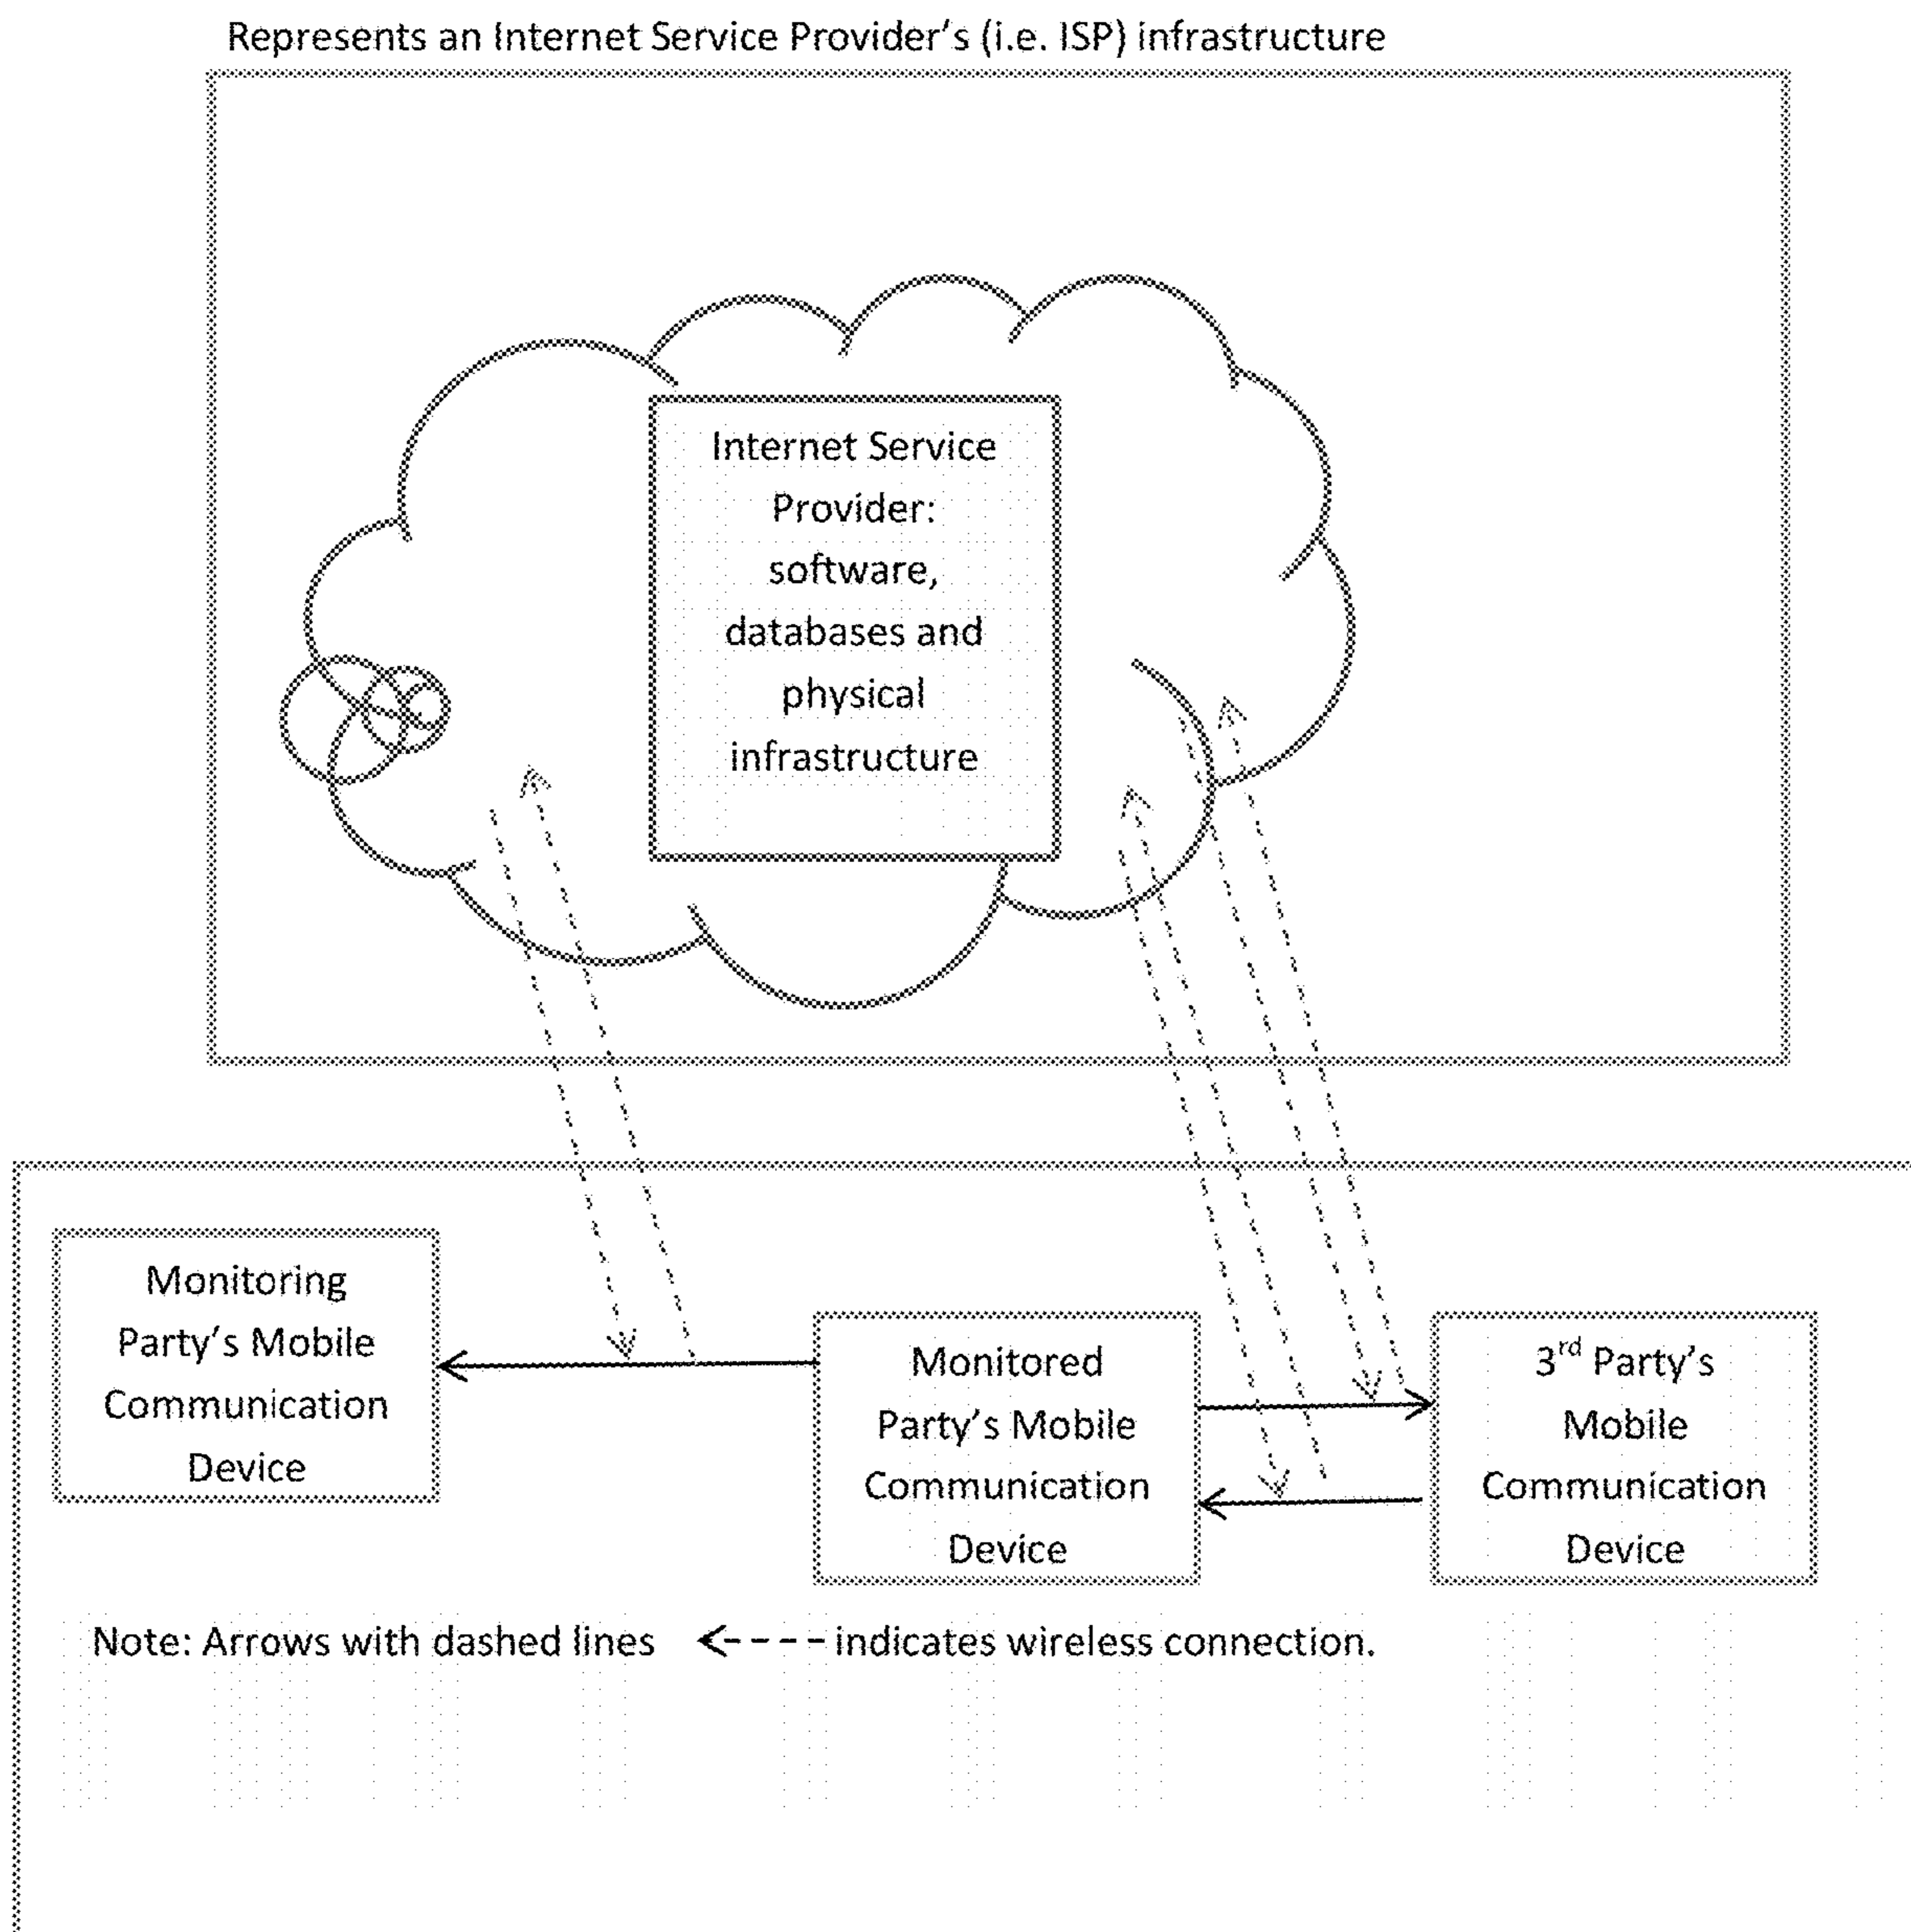 Represents an Internet Service Provider's (i.e. ISP) infrastructure
Internet Service
Provider:
software,
databases and
physical
infrastructure
Monitoring
Party's Mobile
Communication
Device
Monitored
Party's Mobile
Communication
Device
3rd Party's
Mobile
Communication
Device
Note: Arrows with dashed lines indicates wireless connection.